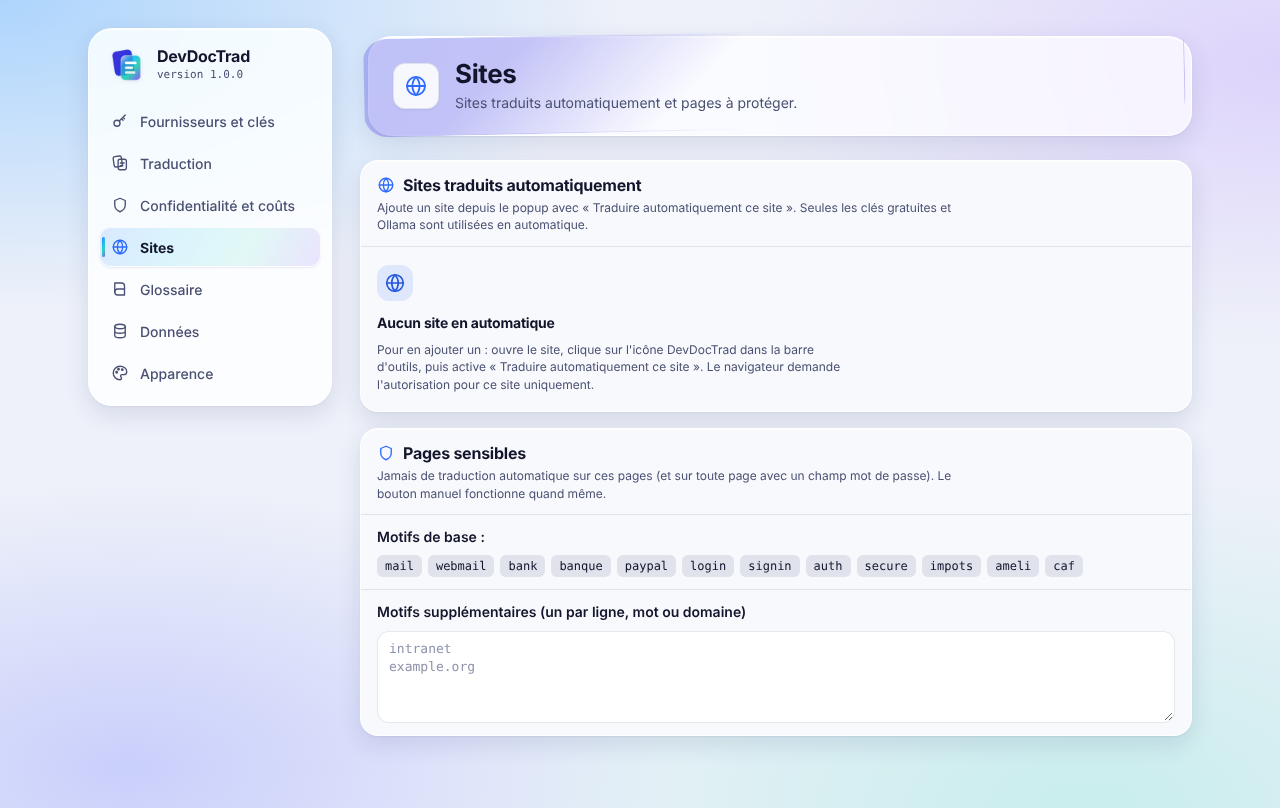 DevDocTrad
version 1.0.0
Fournisseurs et clés
Traduction
Confidentialité et coûts
Sites
Glossaire
Données
Apparence
Sites
Sites traduits automatiquement et pages à protéger.
Sites traduits automatiquement
Ajoute un site depuis le popup avec « Traduire automatiquement ce site ». Seules les clés gratuites et
Ollama sont utilisées en automatique.
Aucun site en automatique
Pour en ajouter un : ouvre le site, clique sur l'icône DevDocTrad dans la barre
d'outils, puis active « Traduire automatiquement ce site ». Le navigateur demande
l'autorisation pour ce site uniquement.
Pages sensibles
Jamais de traduction automatique sur ces pages (et sur toute page avec un champ mot de passe). Le
bouton manuel fonctionne quand même.
Motifs de base :
mail webmail bank banque paypal login signin auth secure impots ameli caf
Motifs supplémentaires (un par ligne, mot ou domaine)
intranet
example.org